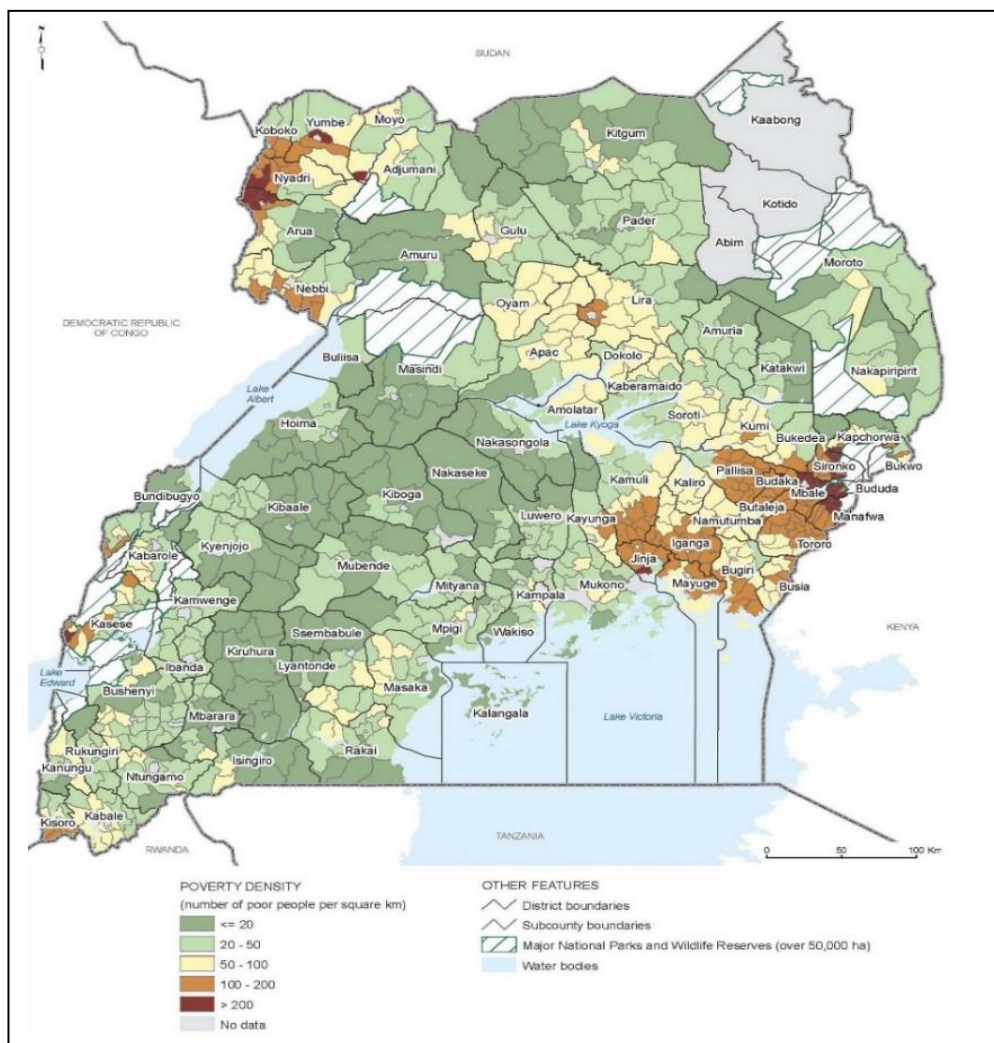 N
SUDAN
Kaabong
Koboko
Yumbe
Moyo
Kitgum
Nyadri
Adjumani
Kotido
Arua
Gulu
Pader
Abim
Amuru
Moroto
Nebbi
DEMOCRATIC REPUBLIC
OF CONGO
Oyam
Lira
Amuria
Buliisa
Apac
Dokolo
Katakwi
Nakapiripirit
Masindi
Lake
Albert
Kaberamaido
Amolatar
Soroti
Hoima
Lake Kyoga
Kumi
Nakasongola
Bukedea
Kapchorwa
Pallisa
Sironko
Bukwo
Nakaseke
Kamuli
Kaliro
Budaka
Bundibugyo
Kiboga
Mbale
Bududa
Kibaale
Luwero
Kayunga
Butaleja
Manafwa
Namutumba
Kyenjojo
Kabarole
Iganga
Tororo
Mubende
Jinja
Bugiri
Mityana
Mukono
Mayuge
Busia
Kamwenge
Kampala
Kasese
Mpigi
Wakiso
KENYA
Ssembabule
Kiruhura
Lyantonde
Ibanda
Lake
Edward
Bushenyi
Masaka
Mbarara
Kalangala
Lake Victoria
Rukungiri
Rakai
Isingiro
Kanungu
Ntungamo
Kisoro
Kabale
TANZANIA
RWANDA
0 50 100 Km
POVERTY DENSITY
(number of poor people per square km)
<= 20
20 - 50
50 - 100
100 - 200
> 200
No data
OTHER FEATURES
District boundaries
Subcounty boundaries
Major National Parks and Wildlife Reserves (over 50,000 ha)
Water bodies